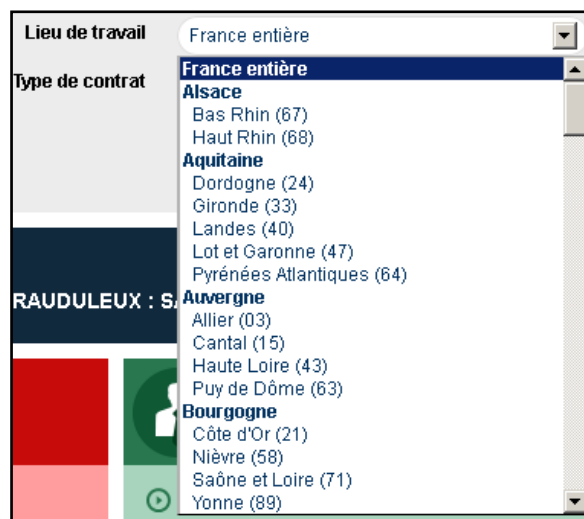 Lieu de travail
France entière
Type de contrat
France entière
Alsace
Bas Rhin (67)
Haut Rhin (68)
Aquitaine
Dordogne (24)
Gironde (33)
Landes (40)
Lot et Garonne (47)
Pyrénées Atlantiques (64)
Auvergne
Allier (03)
Cantal (15)
Haute Loire (43)
Puy de Dôme (63)
Bourgogne
Côte d'Or (21)
Nièvre (58)
Saône et Loire (71)
Yonne (89)
RAUDULEUX : S